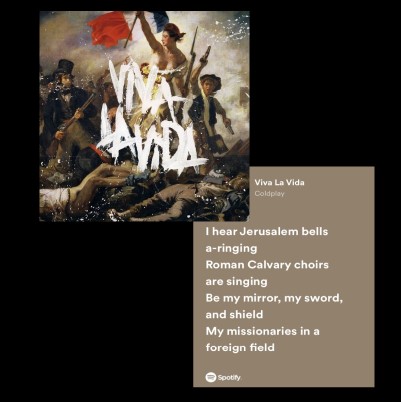 VIVA
LA VIDA
Viva La Vida
Coldplay
I hear Jerusalem bells
a-ringing
Roman Calvary choirs
are singing
Be my mirror, my sword,
and shield
My missionaries in a
foreign field
Spotify